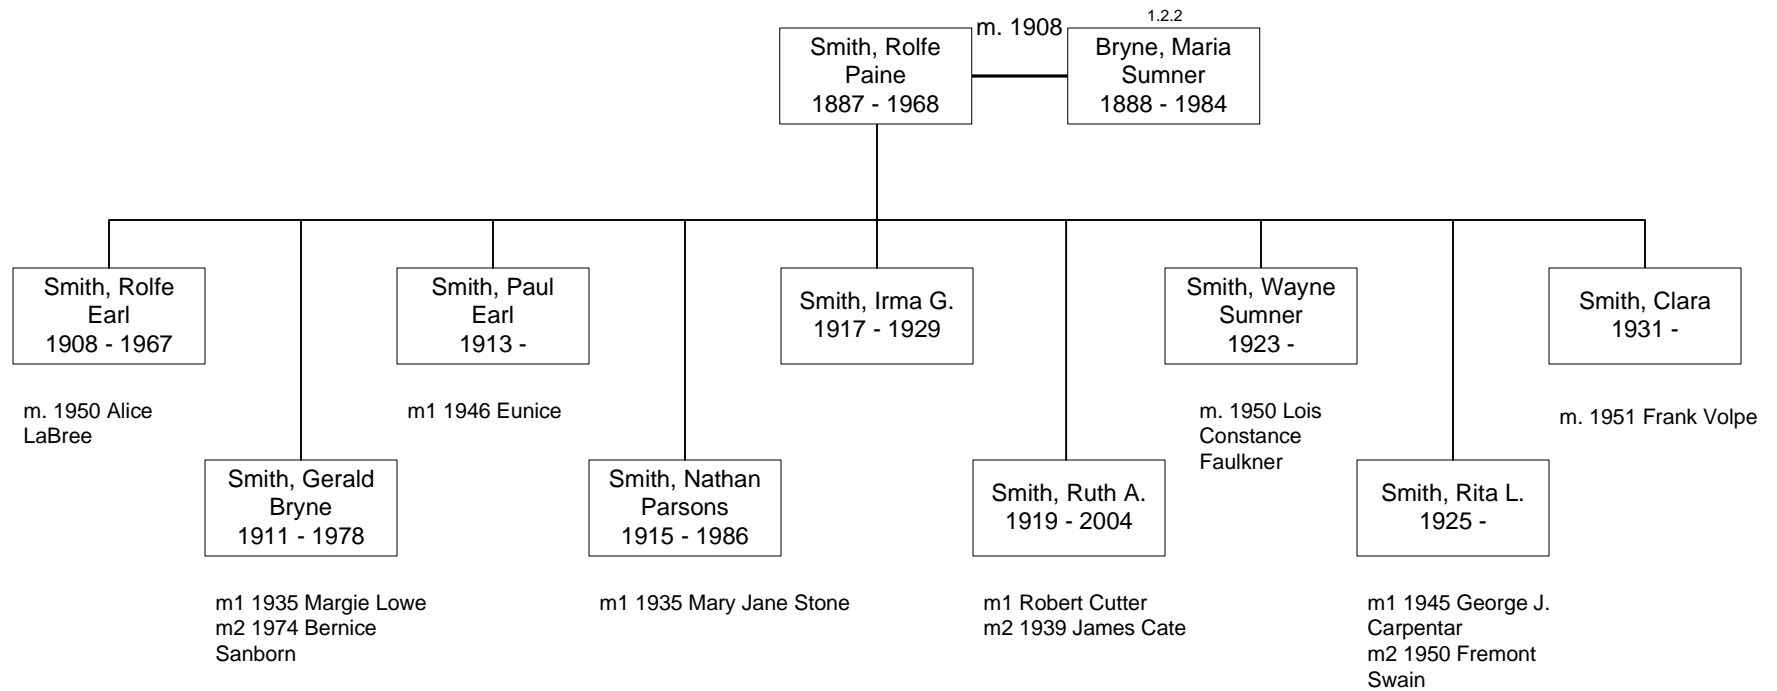 m. 1908
1.2.2
Smith, Rolfe
Paine
1887 - 1968
Bryne, Maria
Sumner
1888 - 1984
Smith, Rolfe
Earl
1908 - 1967
Smith, Paul
Earl
1913 -
Smith, Irma G.
1917 - 1929
Smith, Wayne
Sumner
1923 -
Smith, Clara
1931 -
m. 1950 Alice
LaBree
m1 1946 Eunice
m. 1950 Lois
Constance
Faulkner
m. 1951 Frank Volpe
Smith, Gerald
Bryne
1911 - 1978
Smith, Nathan
Parsons
1915 - 1986
Smith, Ruth A.
1919 - 2004
Smith, Rita L.
1925 -
m1 1935 Margie Lowe
m2 1974 Bernice
Sanborn
m1 1935 Mary Jane Stone
m1 Robert Cutter
m2 1939 James Cate
m1 1945 George J.
Carpentar
m2 1950 Fremont
Swain